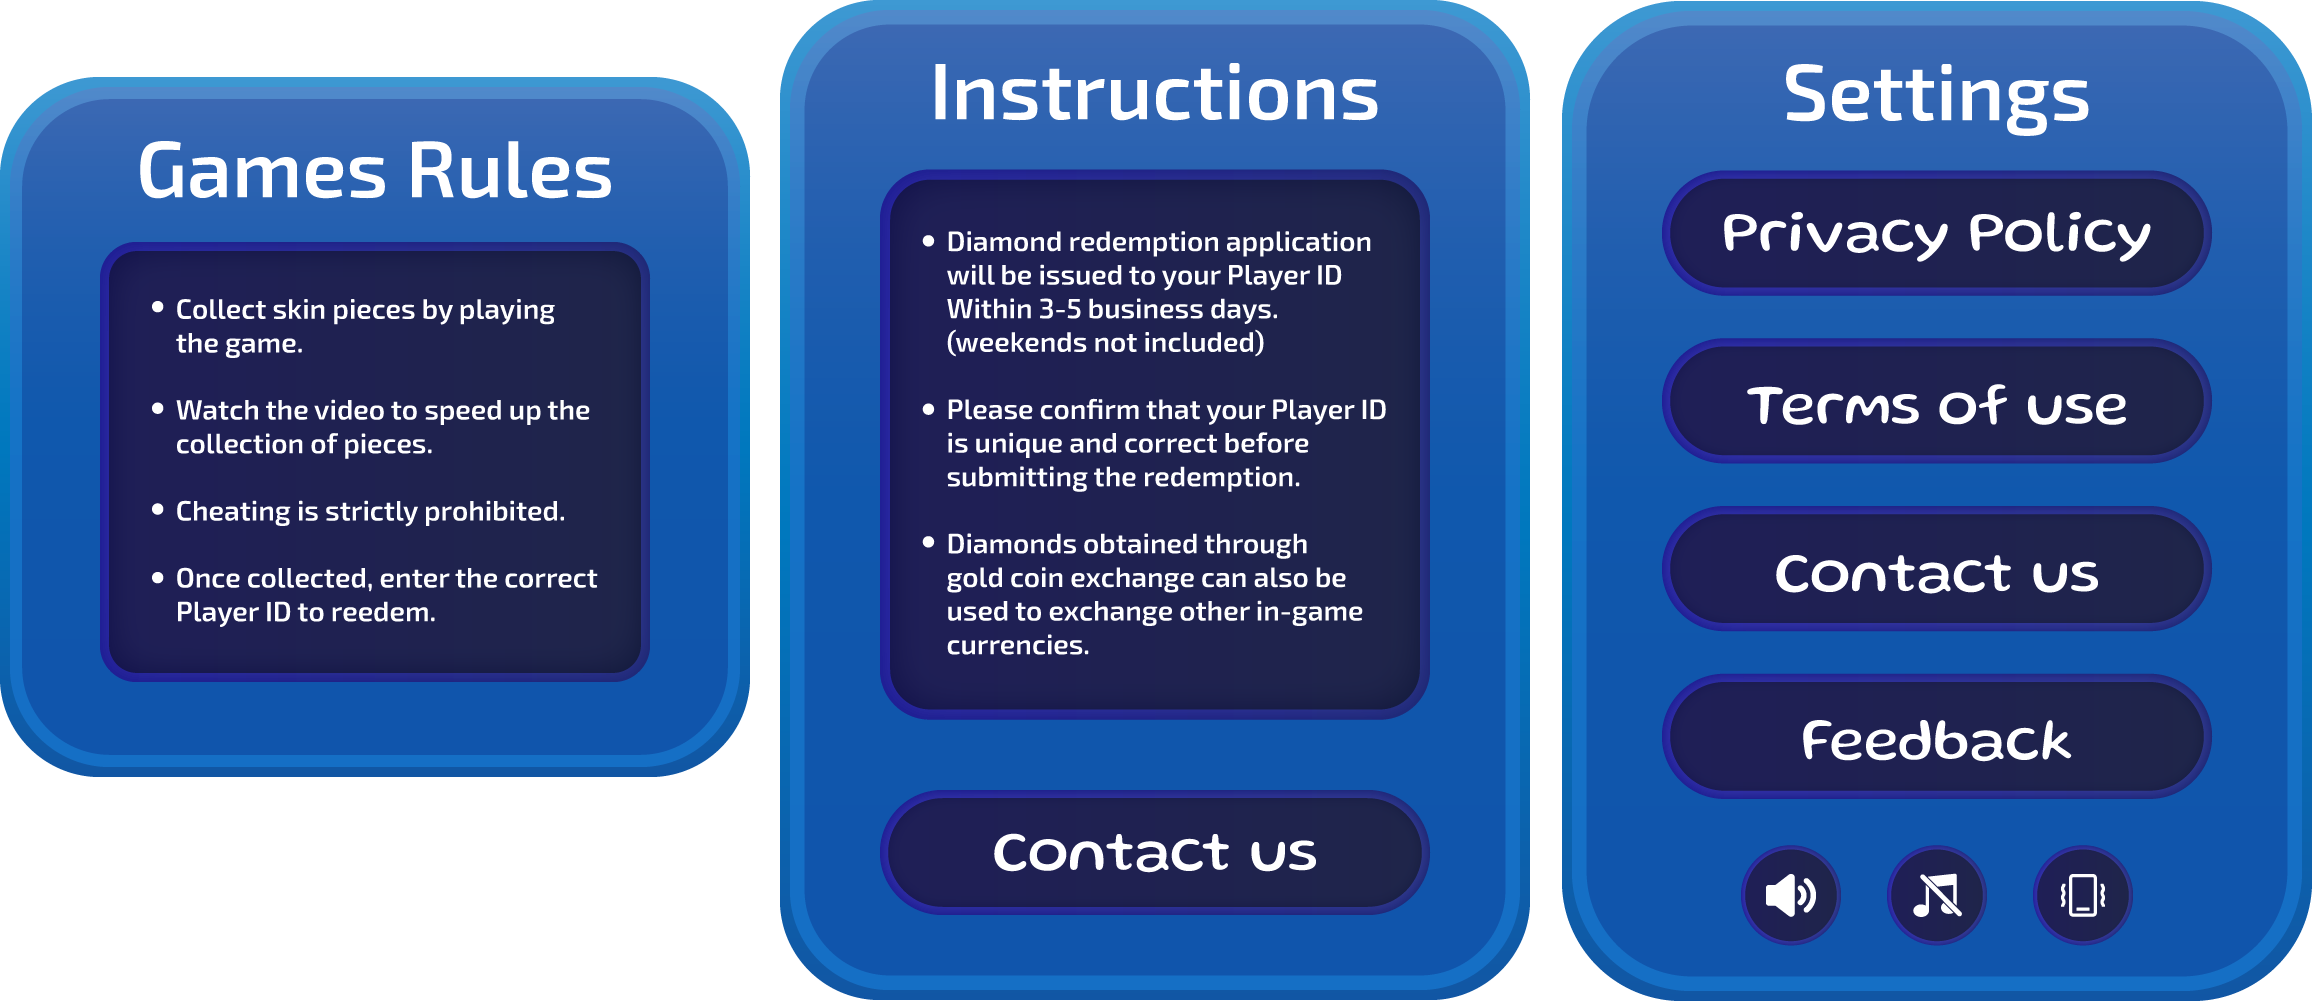 Games Rules
• Collect skin pieces by playing
the game.
• Watch the video to speed up the
collection of pieces.
• Cheating is strictly prohibited.
• Once collected, enter the correct
Player ID to reedem.
Instructions
• Diamond redemption application
will be issued to your Player ID
Within 3-5 business days.
(weekends not included)
• Please confirm that your Player ID
is unique and correct before
submitting the redemption.
• Diamonds obtained through
gold coin exchange can also be
used to exchange other in-game
currencies.
Contact us
Settings
Privacy Policy
Terms of use
Contact us
Feedback